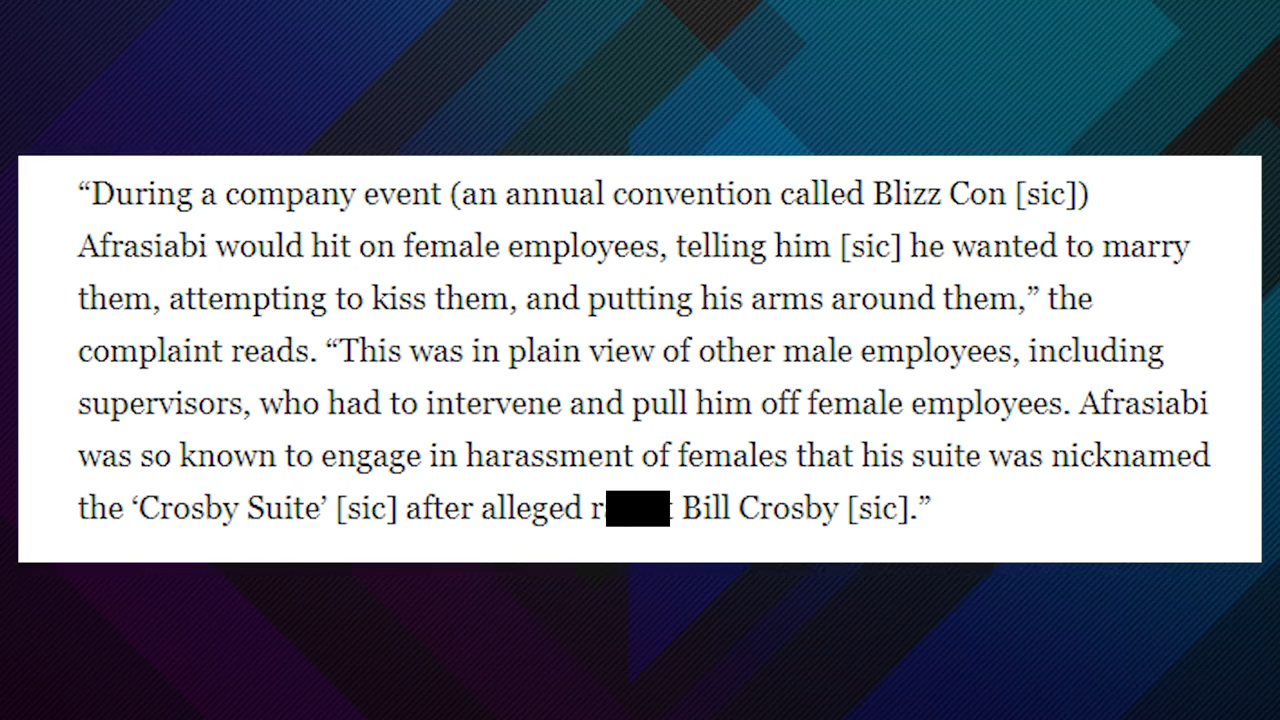 “During a company event (an annual convention called Blizz Con [sic])
Afrasiabi would hit on female employees, telling him [sic] he wanted to marry
them, attempting to kiss them, and putting his arms around them,” the
complaint reads. “This was in plain view of other male employees, including
supervisors, who had to intervene and pull him off female employees. Afrasiabi
was so known to engage in harassment of females that his suite was nicknamed
the ‘Crosby Suite’ [sic] after alleged Bill Crosby [sic].”